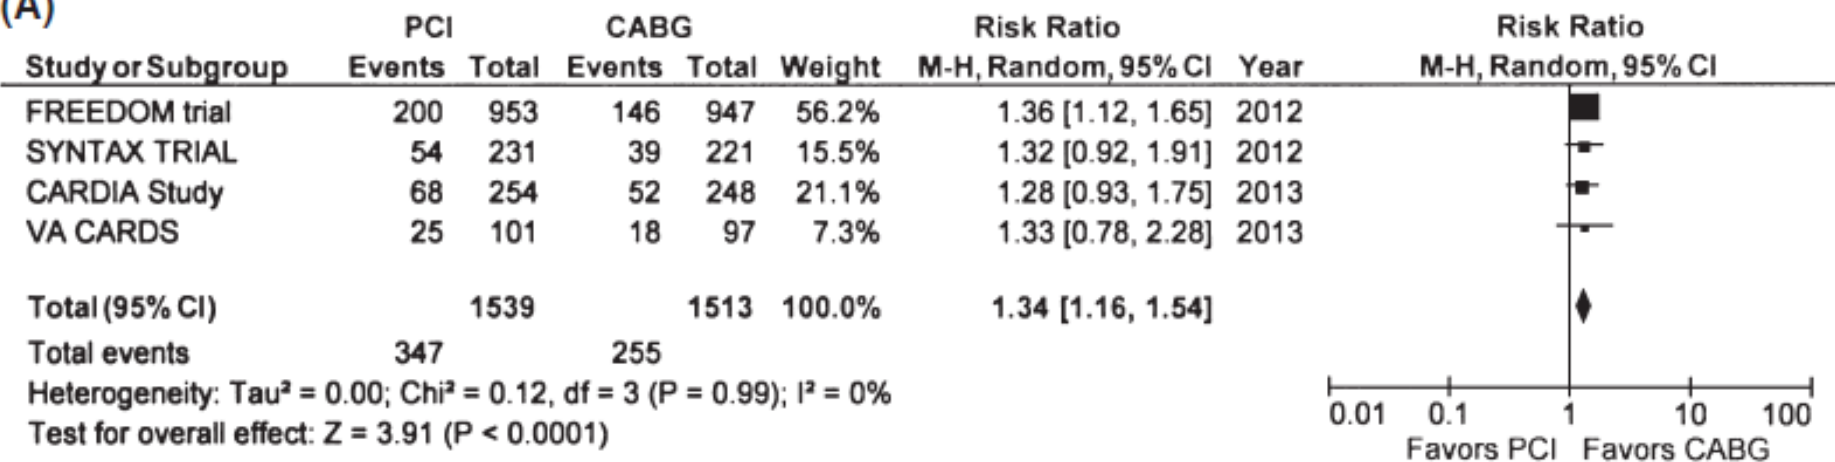 (A)
PCI CABG Risk Ratio Risk Ratio
Study or Subgroup Events Total Events Total Weight M-H, Random, 95% CI Year M-H, Random, 95% CI
FREEDOM trial 200 953 146 947 56.2% 1.36 [1.12, 1.65] 2012
SYNTAX TRIAL 54 231 39 221 15.5% 1.32 [0.92, 1.91] 2012
CARDIA Study 68 254 52 248 21.1% 1.28 [0.93, 1.75] 2013
VA CARDS 25 101 18 97 7.3% 1.33 [0.78, 2.28] 2013
Total (95% CI) 1539 1513 100.0% 1.34 [1.16, 1.54]
Total events 347 255
Heterogeneity: Tau² = 0.00; Chi² = 0.12, df = 3 (P = 0.99); I² = 0%
Test for overall effect: Z = 3.91 (P < 0.0001)
0.01 0.1 1 10 100
Favors PCI Favors CABG